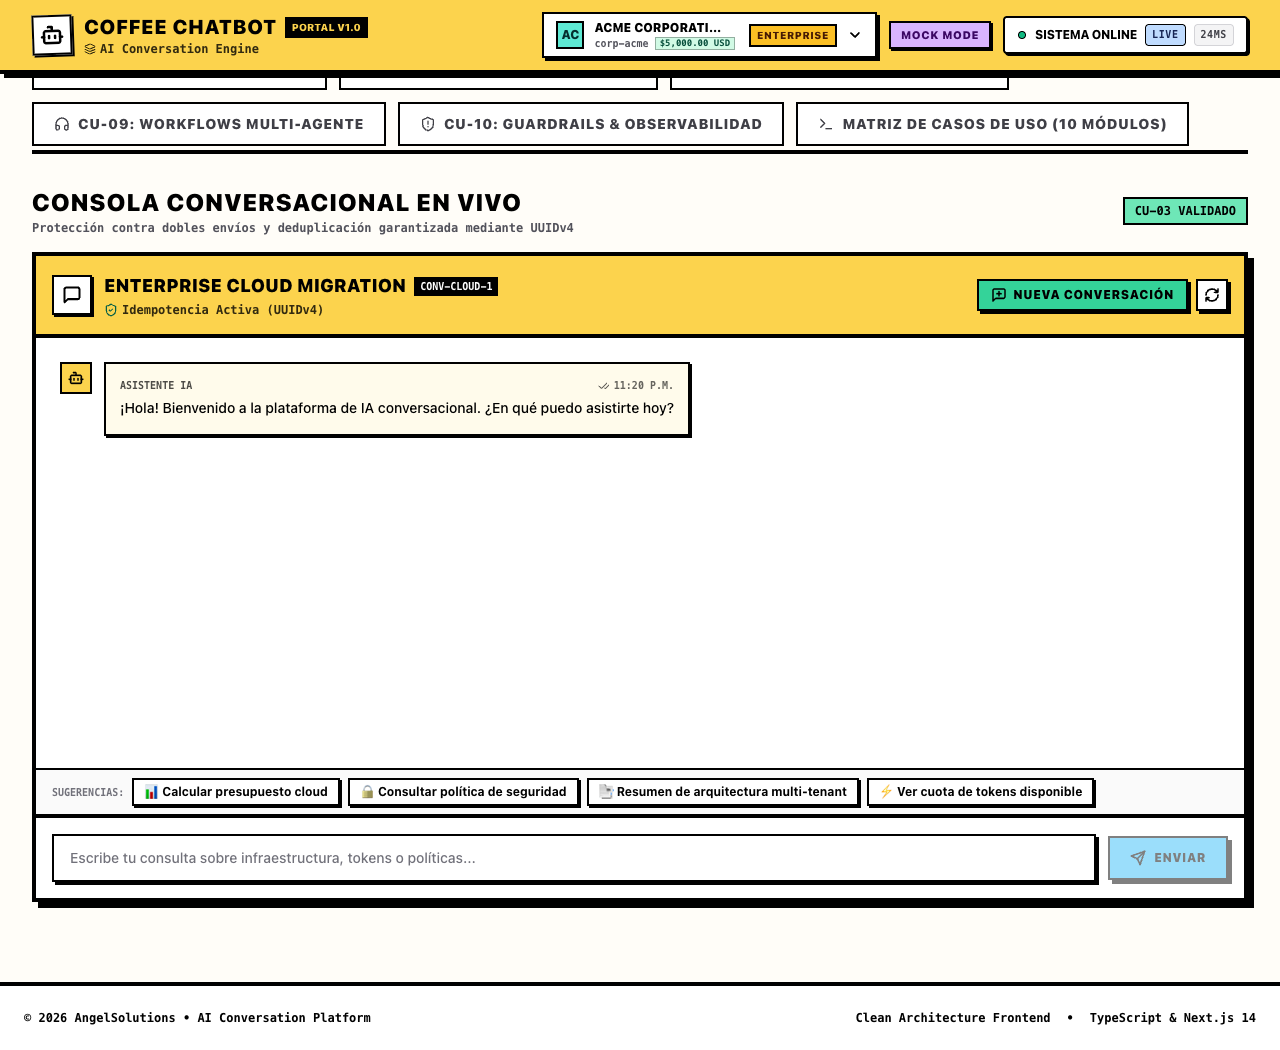 COFFEE CHATBOT PORTAL V1.0
AI Conversation Engine
AC
ACME CORPORATI...
corp-acme $5,000.00 USD
ENTERPRISE
MOCK MODE
SISTEMA ONLINE LIVE 24MS
CU-09: WORKFLOWS MULTI-AGENTE
CU-10: GUARDRAILS & OBSERVABILIDAD
MATRIZ DE CASOS DE USO (10 MÓDULOS)
CONSOLA CONVERSACIONAL EN VIVO
Protección contra dobles envíos y deduplicación garantizada mediante UUIDv4
CU-03 VALIDADO
ENTERPRISE CLOUD MIGRATION CONV-CLOUD-1
Idempotencia Activa (UUIDv4)
NUEVA CONVERSACIÓN
ASISTENTE IA 11:20 P.M.
¡Hola! Bienvenido a la plataforma de IA conversacional. ¿En qué puedo asistirte hoy?
SUGERENCIAS: Calcular presupuesto cloud Consultar política de seguridad Resumen de arquitectura multi-tenant Ver cuota de tokens disponible
Escribe tu consulta sobre infraestructura, tokens o políticas...
ENVIAR
© 2026 AngelSolutions • AI Conversation Platform
Clean Architecture Frontend • TypeScript & Next.js 14